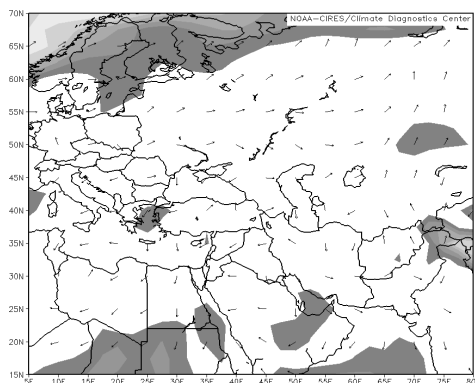 NOAA-CIRES/Climate Diagnostics Center
70N
65N
60N
55N
50N
45N
40N
35N
30N
25N
20N
15N
5E 10E 15E 20E 25E 30E 35E 40E 45E 50E 55E 60E 65E 70E 75E